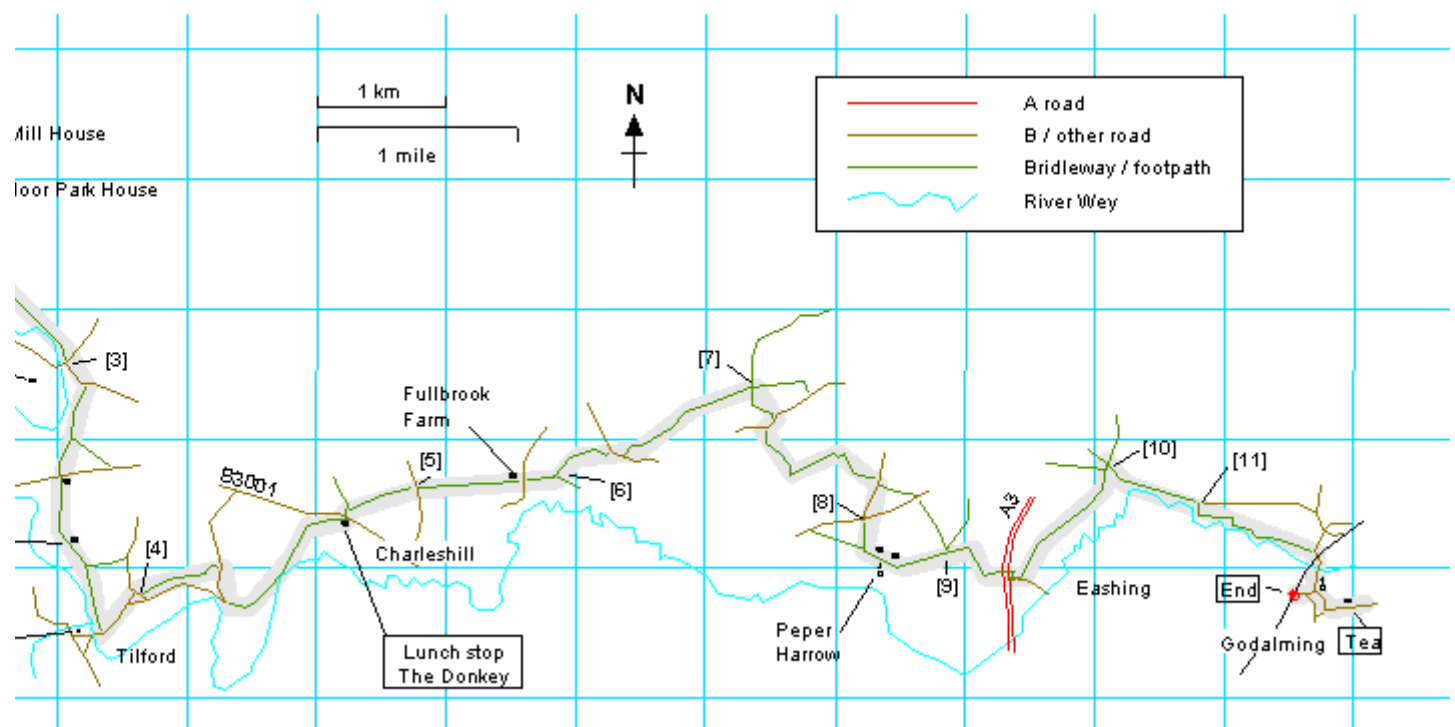 1 km
1 mile
N
A road
B / other road
Bridleway / footpath
River Wey
Mill House
Moor Park House
[3]
[7]
Fullbrook
Farm
B3001
[5]
[6]
[4]
Charleshill
Tilford
Lunch stop
The Donkey
[8]
[9]
A3
[10]
[11]
Peper
Harrow
Eashing
End
Godalming
Tea